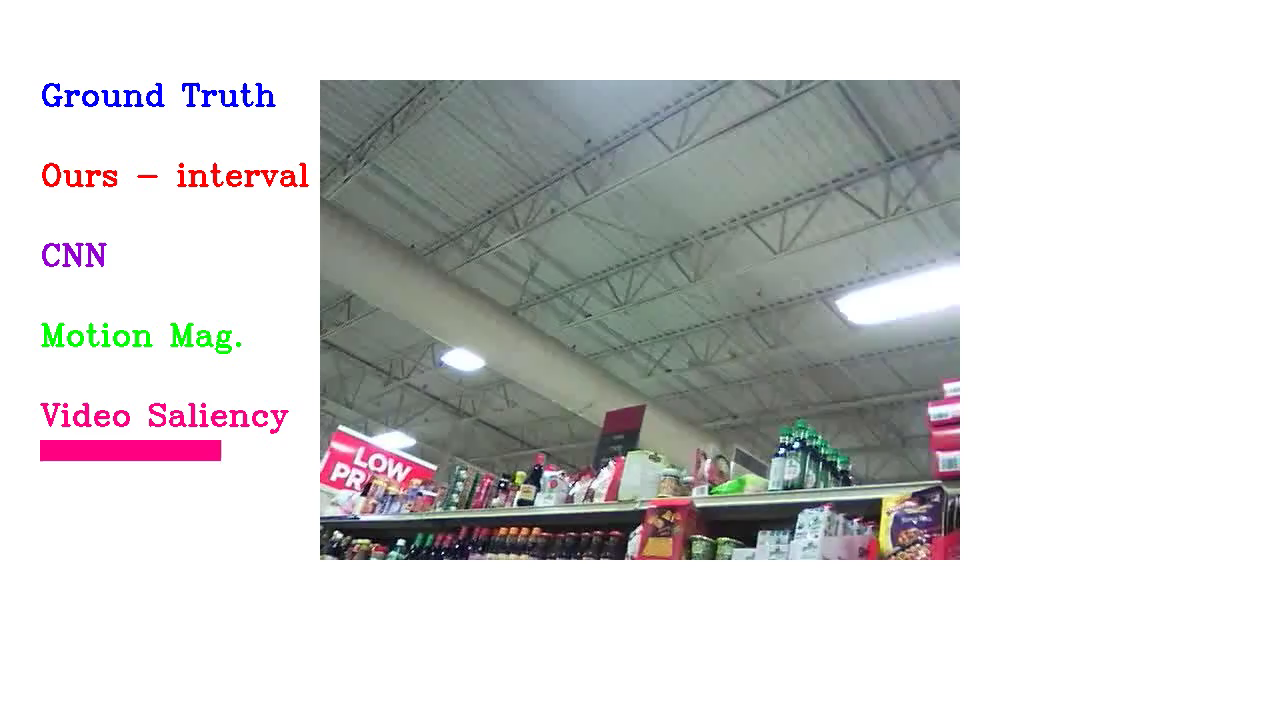 Ground Truth
Ours - interval
CNN
Motion Mag.
Video Saliency
LOW
PR